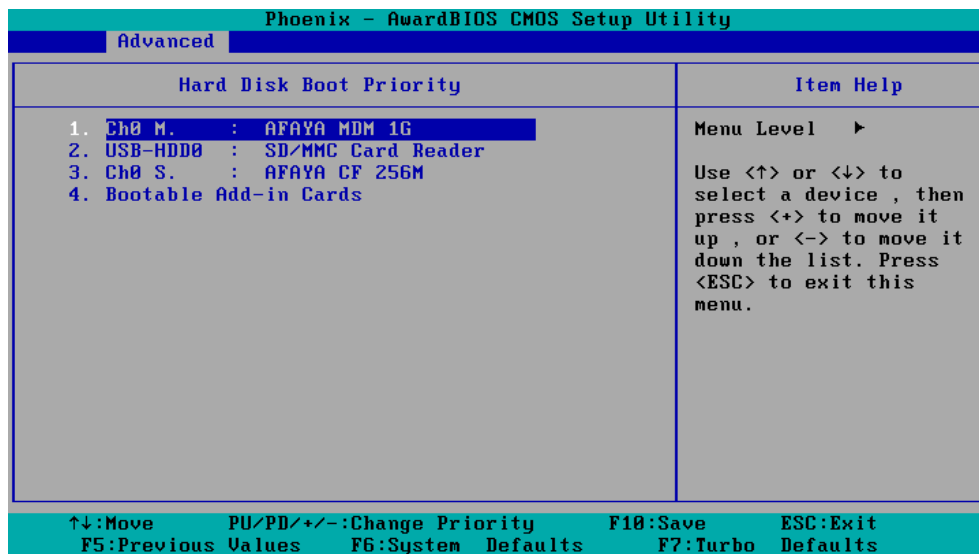 Phoenix - AwardBIOS CMOS Setup Utility
Advanced
Hard Disk Boot Priority
Item Help
1. Ch0 M. : AFAYA MDM 1G
2. USB-HDD0 : SD/MMC Card Reader
3. Ch0 S. : AFAYA CF 256M
4. Bootable Add-in Cards
Menu Level ▶
Use <↑> or <↓> to
select a device , then
press <+> to move it
up , or <-> to move it
down the list. Press
<ESC> to exit this
menu.
↑↓:Move PU/PD/+/-:Change Priority F10:Save ESC:Exit
F5:Previous Values F6:System Defaults F7:Turbo Defaults